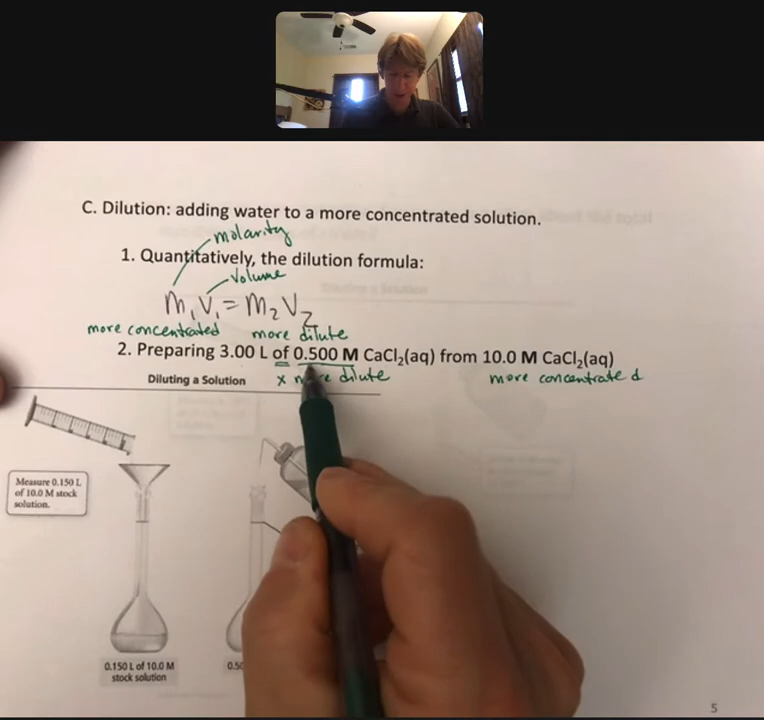 C. Dilution: adding water to a more concentrated solution.
molarity
1. Quantitatively, the dilution formula:
Volume
M₁V₁ = M₂V₂
more concentrated more dilute
2. Preparing 3.00 L of 0.500 M CaCl₂(aq) from 10.0 M CaCl₂(aq)
Diluting a Solution x more dilute more concentrated
Measure 0.150 L
of 10.0 M stock
solution.
0.150 L of 10.0 M
stock solution
5